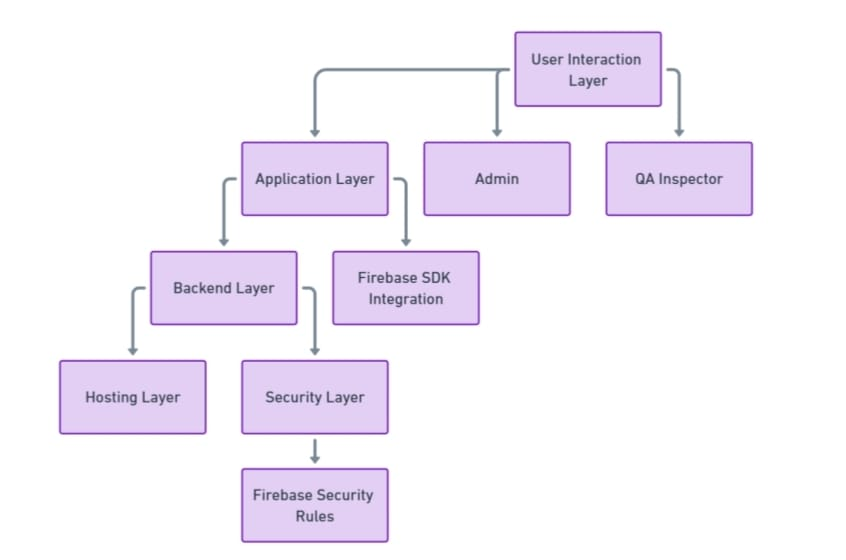 User Interaction
Layer
Application Layer
Admin
QA Inspector
Backend Layer
Firebase SDK
Integration
Hosting Layer
Security Layer
Firebase Security
Rules